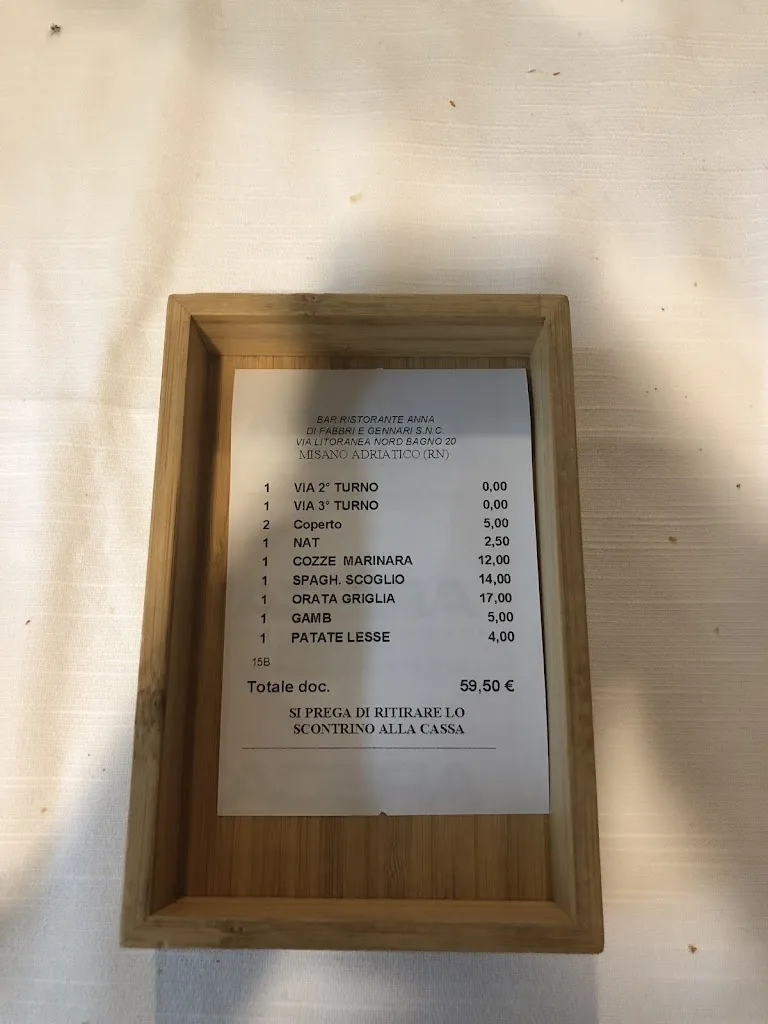 BAR RISTORANTE ANNA
DI FABBRI E GENNARI S.N.C.
VIA LITORANEA NORD BAGNO 20
MISANO ADRIATICO (RN)
1 VIA 2° TURNO 0,00
1 VIA 3° TURNO 0,00
2 Coperto 5,00
1 NAT 2,50
1 COZZE MARINARA 12,00
1 SPAGH. SCOGLIO 14,00
1 ORATA GRIGLIA 17,00
1 GAMB 5,00
1 PATATE LESSE 4,00
15B
Totale doc. 59,50 €
SI PREGA DI RITIRARE LO
SCONTRINO ALLA CASSA